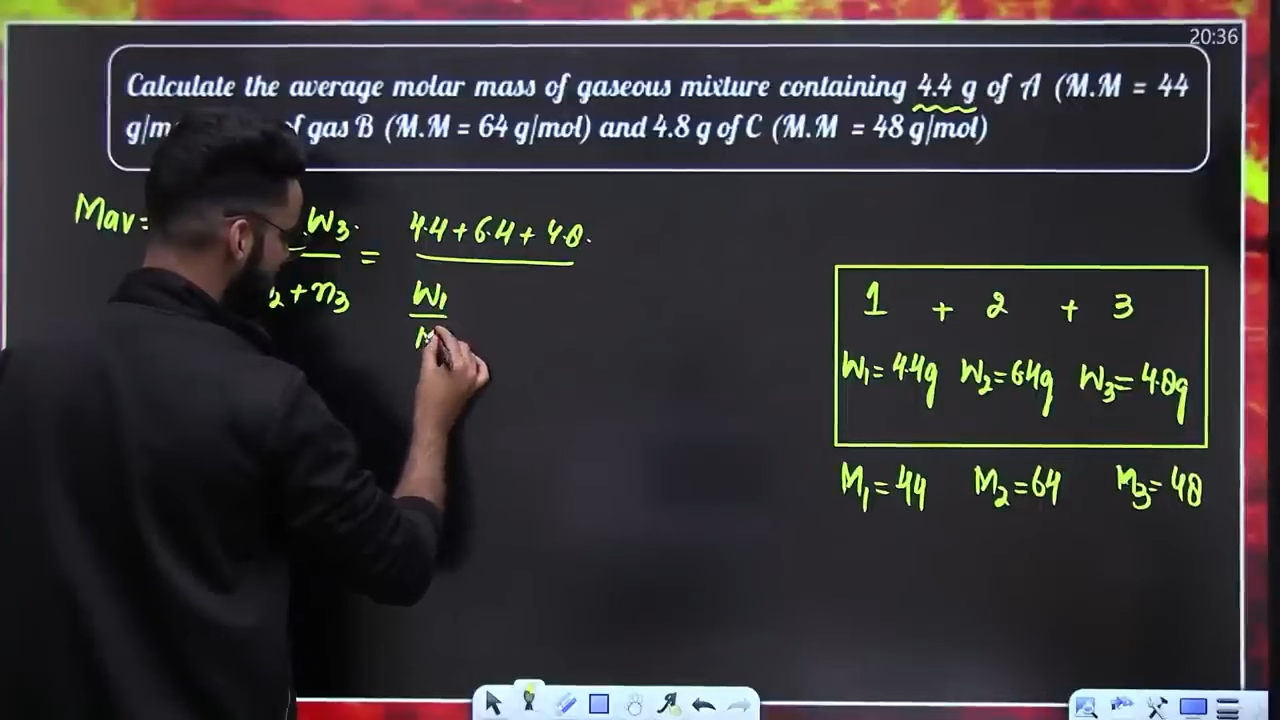 20:36
Calculate the average molar mass of gaseous mixture containing 4.4 g of A (M.M = 44
g/m of gas B (M.M = 64 g/mol) and 4.8 g of C (M.M = 48 g/mol)
Mav = W3. = 4.4 + 6.4 + 4.8.
2 + n3 W1
1 + 2 + 3
W1 = 4.4g W2 = 6.4g W3 = 4.8g
M1 = 44 M2 = 64 M3 = 48